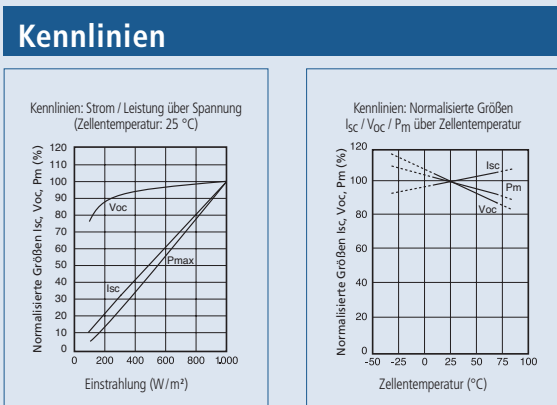 Kennlinien
Kennlinien: Strom / Leistung über Spannung
(Zellentemperatur: 25 °C)
Normalisierte Größen Isc, Voc, Pm (%)
120
110
100
90
80
70
60
50
40
30
20
10
0
Voc
Isc
Pmax
0 200 400 600 800 1.000
Einstrahlung (W/m²)
Kennlinien: Normalisierte Größen
ISC / VOC / Pm über Zellentemperatur
Normalisierte Größen Isc, Voc, Pm (%)
120
100
80
60
40
20
0
Isc
Pm
Voc
-50 -25 0 25 50 75 100
Zellentemperatur (°C)